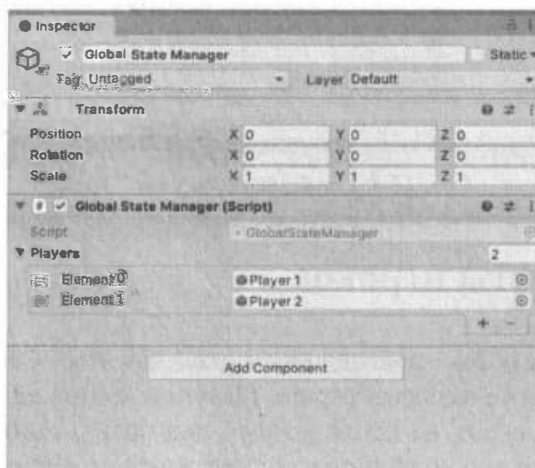 Inspector
Global State Manager Static
Tag Untagged Layer Default
Transform
Position X 0 Y 0 Z 0
Rotation X 0 Y 0 Z 0
Scale X 1 Y 1 Z 1
# Global State Manager (Script)
Script GlobalStateManager
Players 2
Element 0 Player 1
Element 1 Player 2
+ -
Add Component